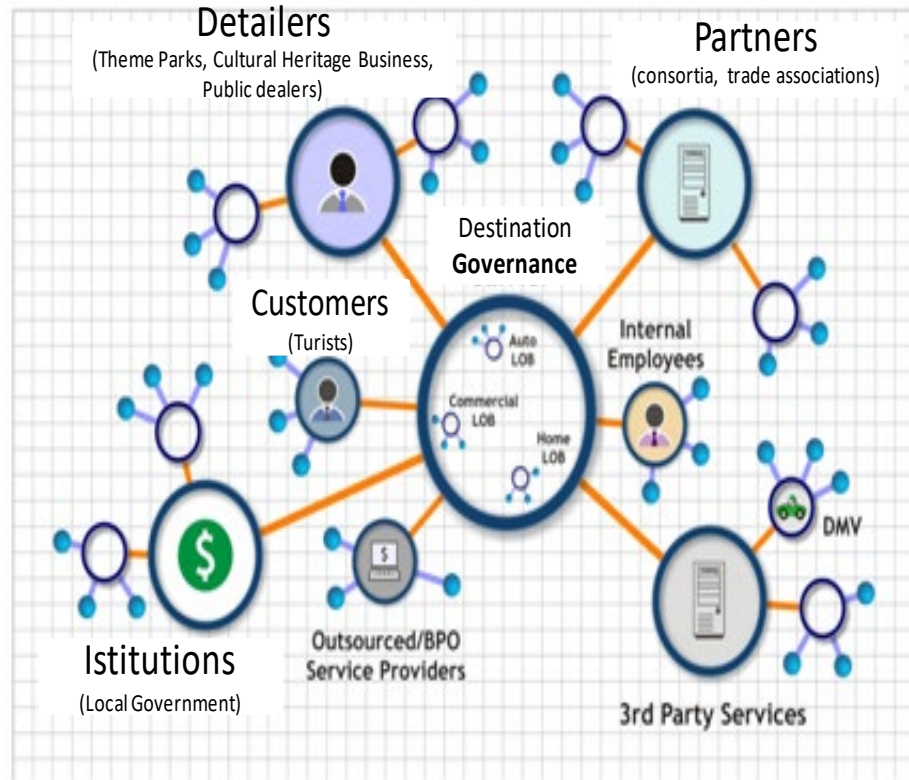 Detailers
(Theme Parks, Cultural Heritage Business,
Public dealers)
Partners
(consortia, trade associations)
Destination
Governance
Customers
(Turists)
Internal
Employees
Auto
LOB
Commercial
LOB
Home
LOB
DMV
$
$
Outsourced/BPO
Service Providers
Istitutions
(Local Government)
3rd Party Services